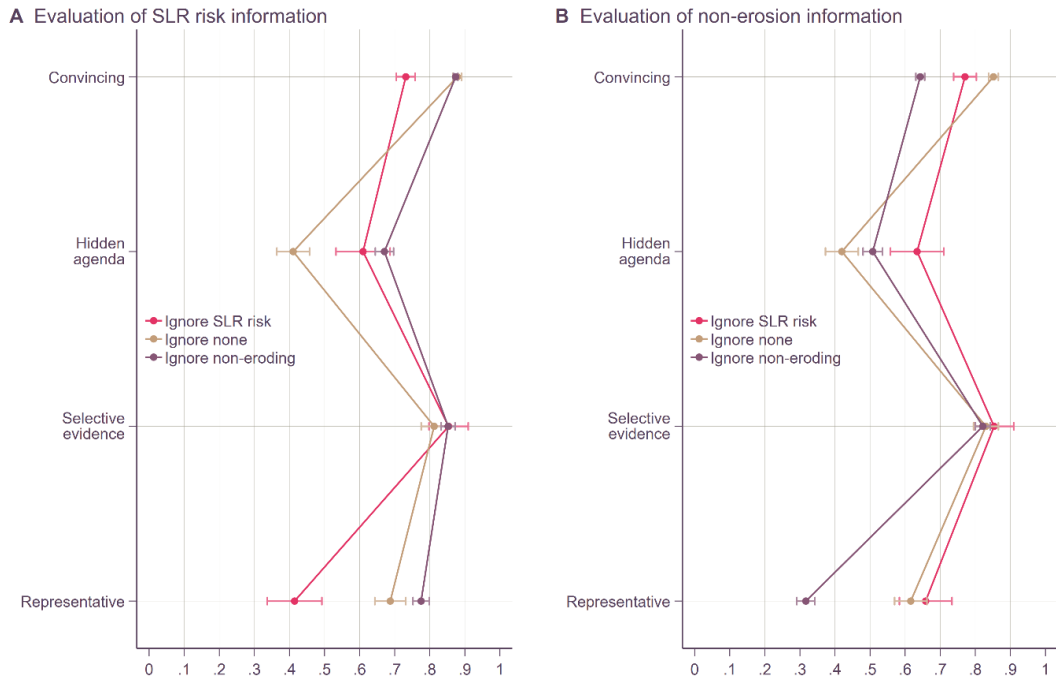 A Evaluation of SLR risk information
Convincing
Hidden
agenda
Ignore SLR risk
Ignore none
Ignore non-eroding
Selective
evidence
Representative
0 .1 .2 .3 .4 .5 .6 .7 .8 .9 1
B Evaluation of non-erosion information
Convincing
Hidden
agenda
Ignore SLR risk
Ignore none
Ignore non-eroding
Selective
evidence
Representative
0 .1 .2 .3 .4 .5 .6 .7 .8 .9 1